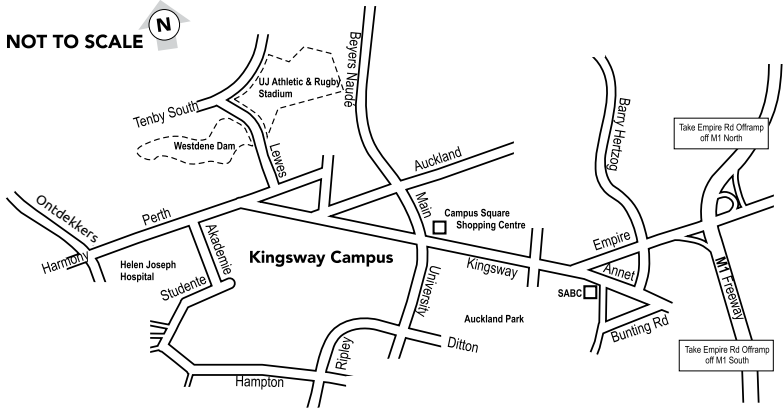 N
NOT TO SCALE
Beyers Naudé
UJ Athletic & Rugby
Stadium
Tenby South
Westdene Dam
Lewes
Barry Hertzog
Take Empire Rd Offramp
off M1 North
Auckland
Ontdekkers
Perth
Main
Campus Square
Shopping Centre
Akademie
Harmony
Helen Joseph
Hospital
Kingsway Campus
Kingsway
Empire
Annet
M1 Freeway
Studente
University
SABC
Auckland Park
Bunting Rd
Ripley
Ditton
Hampton
Take Empire Rd Offramp
off M1 South